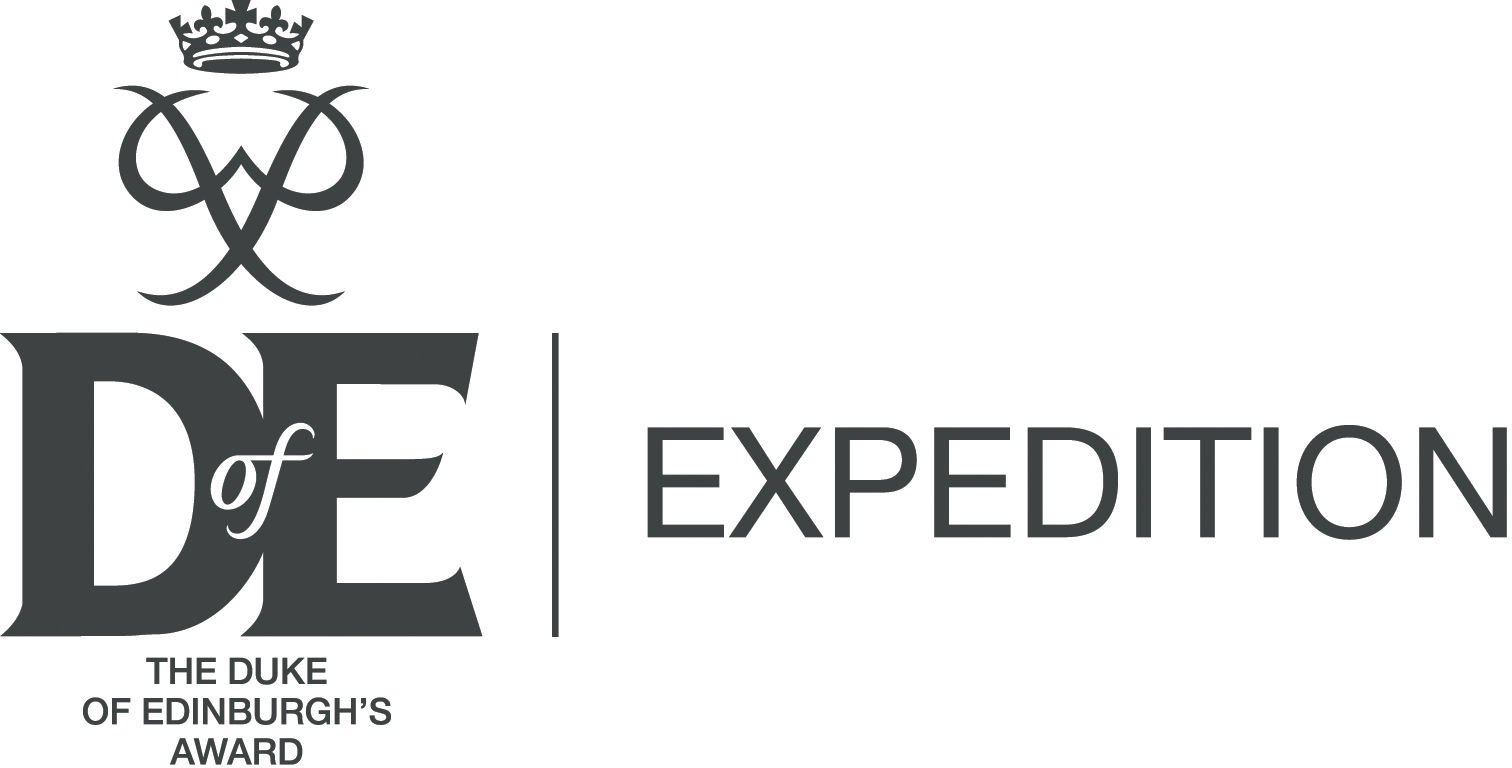 DofE
EXPEDITION
THE DUKE
OF EDINBURGH'S
AWARD